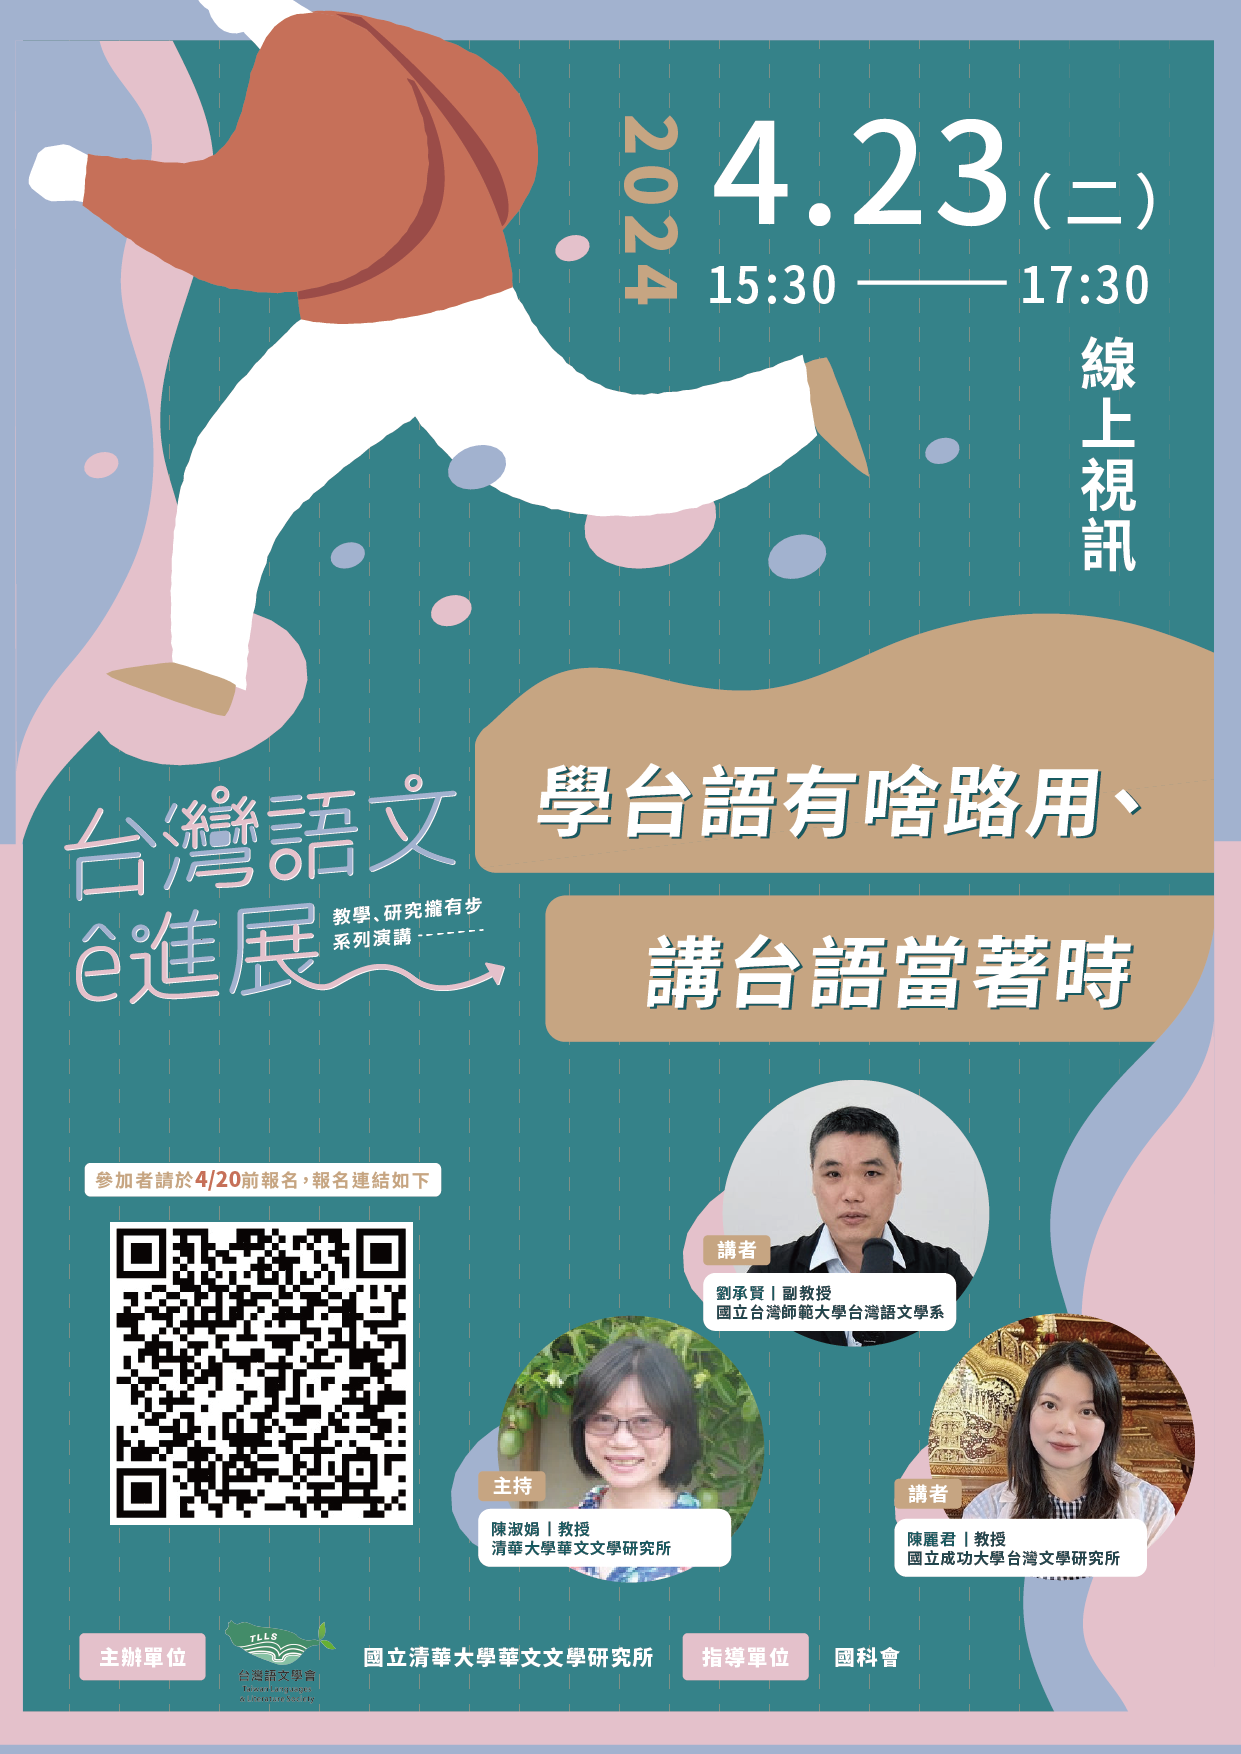 2024
4.23(二)
15:30 —— 17:30
線上視訊
學台語有啥路用、
講台語當著時
台灣語文
ê進展
教學、研究攏有步
系列演講
參加者請於4/20前報名，報名連結如下
講者
劉承賢｜副教授
國立台灣師範大學台灣語文學系
主持
陳淑娟｜教授
清華大學華文文學研究所
講者
陳麗君｜教授
國立成功大學台灣文學研究所
主辦單位
TLLS
台灣語文學會
國立清華大學華文文學研究所
指導單位
國科會